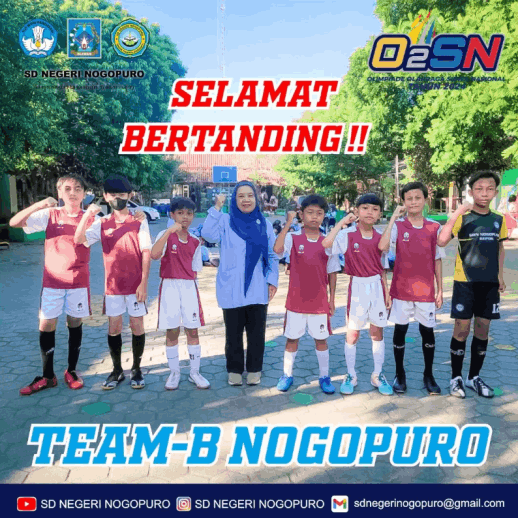 SD NEGERI NOGOPURO
O2SN
SELAMAT
BERTANDING !!
TEAM-B NOGOPURO
SD NEGERI NOGOPURO SD NEGERI NOGOPURO sdnegerinogopuro@gmail.com